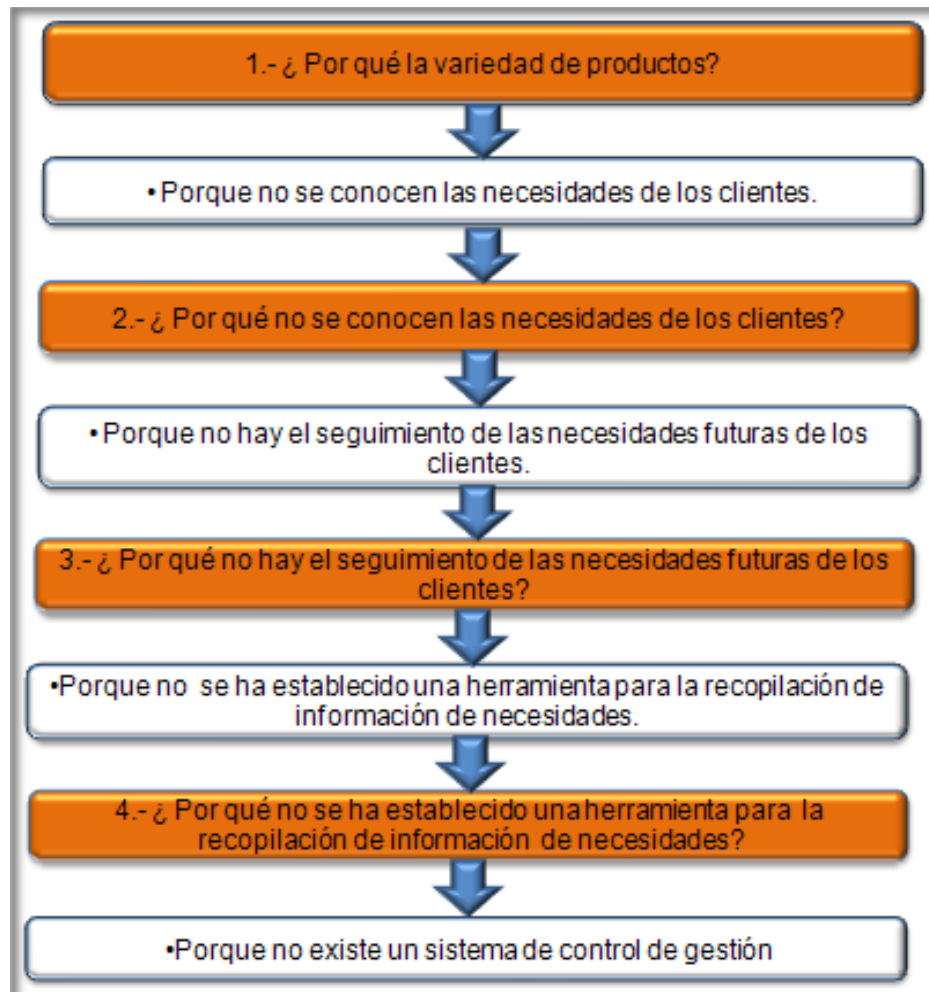 1.- ¿ Por qué la variedad de productos?
• Porque no se conocen las necesidades de los clientes.
2.- ¿ Por qué no se conocen las necesidades de los clientes?
• Porque no hay el seguimiento de las necesidades futuras de los
clientes.
3.- ¿ Por qué no hay el seguimiento de las necesidades futuras de los
clientes?
•Porque no se ha establecido una herramienta para la recopilación de
información de necesidades.
4.- ¿ Por qué no se ha establecido una herramienta para la
recopilación de información de necesidades?
•Porque no existe un sistema de control de gestión